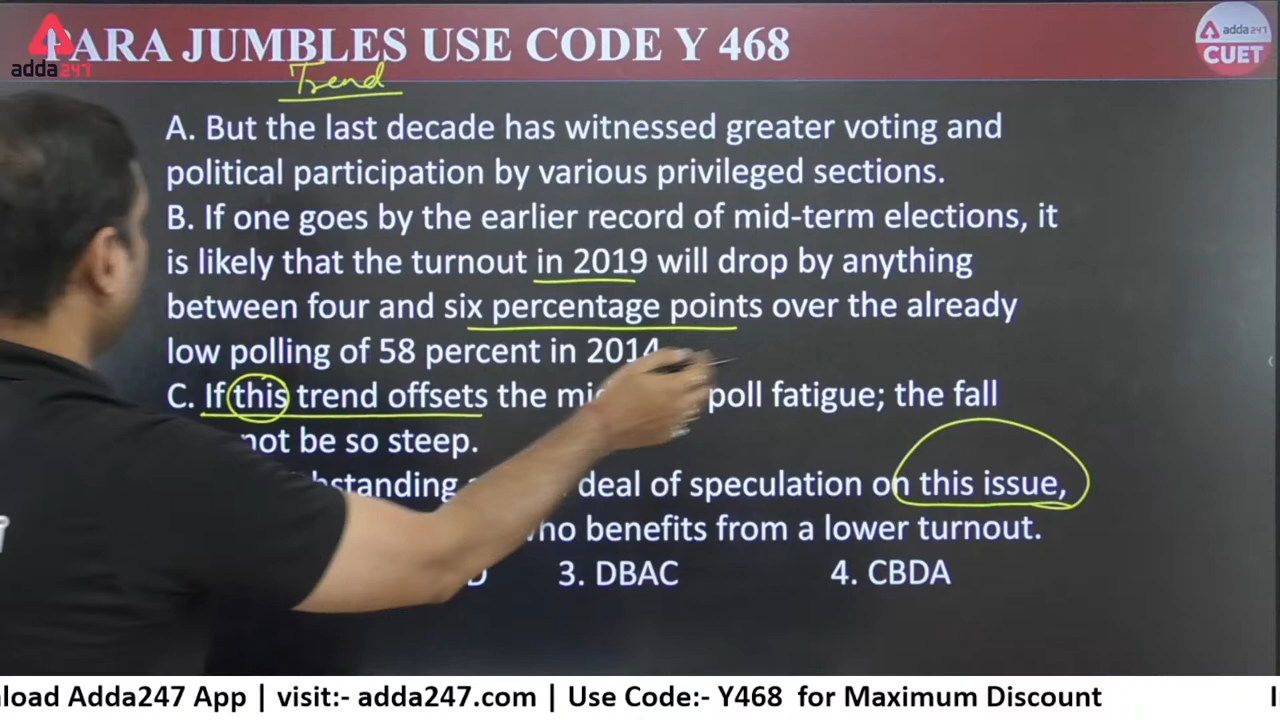 PARA JUMBLES USE CODE Y 468
adda247
adda247
CUET
Trend
A. But the last decade has witnessed greater voting and
political participation by various privileged sections.
B. If one goes by the earlier record of mid-term elections, it
is likely that the turnout in 2019 will drop by anything
between four and six percentage points over the already
low polling of 58 percent in 2014
C. If this trend offsets the poll fatigue; the fall
not be so steep.
deal of speculation on this issue,
who benefits from a lower turnout.
3. DBAC 4. CBDA
Adda247 App | visit:- adda247.com | Use Code:- Y468 for Maximum Discount